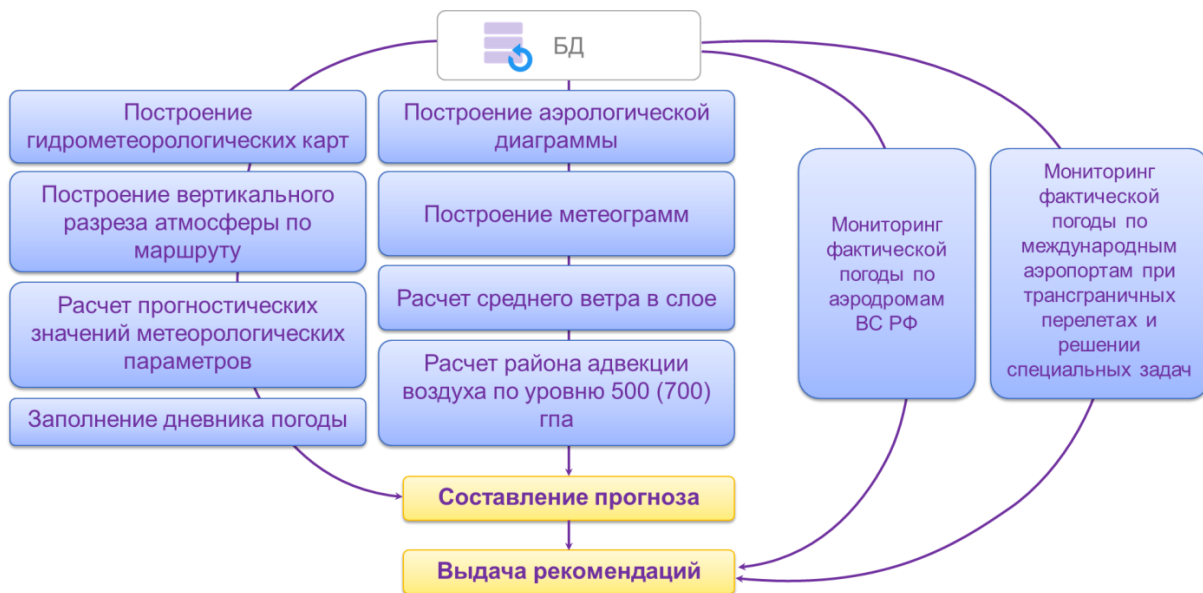 БД
Построение
гидрометеорологических карт
Построение вертикального
разреза атмосферы по
маршруту
Расчет прогностических
значений метеорологических
параметров
Заполнение дневника погоды
Построение аэрологической
диаграммы
Построение метеограмм
Расчет среднего ветра в слое
Расчет района адвекции
воздуха по уровню 500 (700)
гпа
Мониторинг
фактической
погоды по
аэродромам
ВС РФ
Мониторинг
фактической
погоды по
международным
аэропортам при
трансграничных
перелетах и
решении
специальных задач
Составление прогноза
Выдача рекомендаций